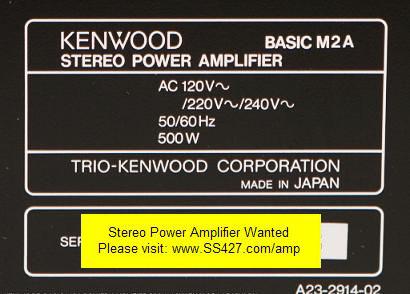 KENWOOD BASIC M2A
STEREO POWER AMPLIFIER
AC 120V~
/220V~/240V~
50/60Hz
500W
TRIO-KENWOOD CORPORATION
MADE IN JAPAN
SER
Stereo Power Amplifier Wanted
Please visit: www.SS427.com/amp
A23-2914-02